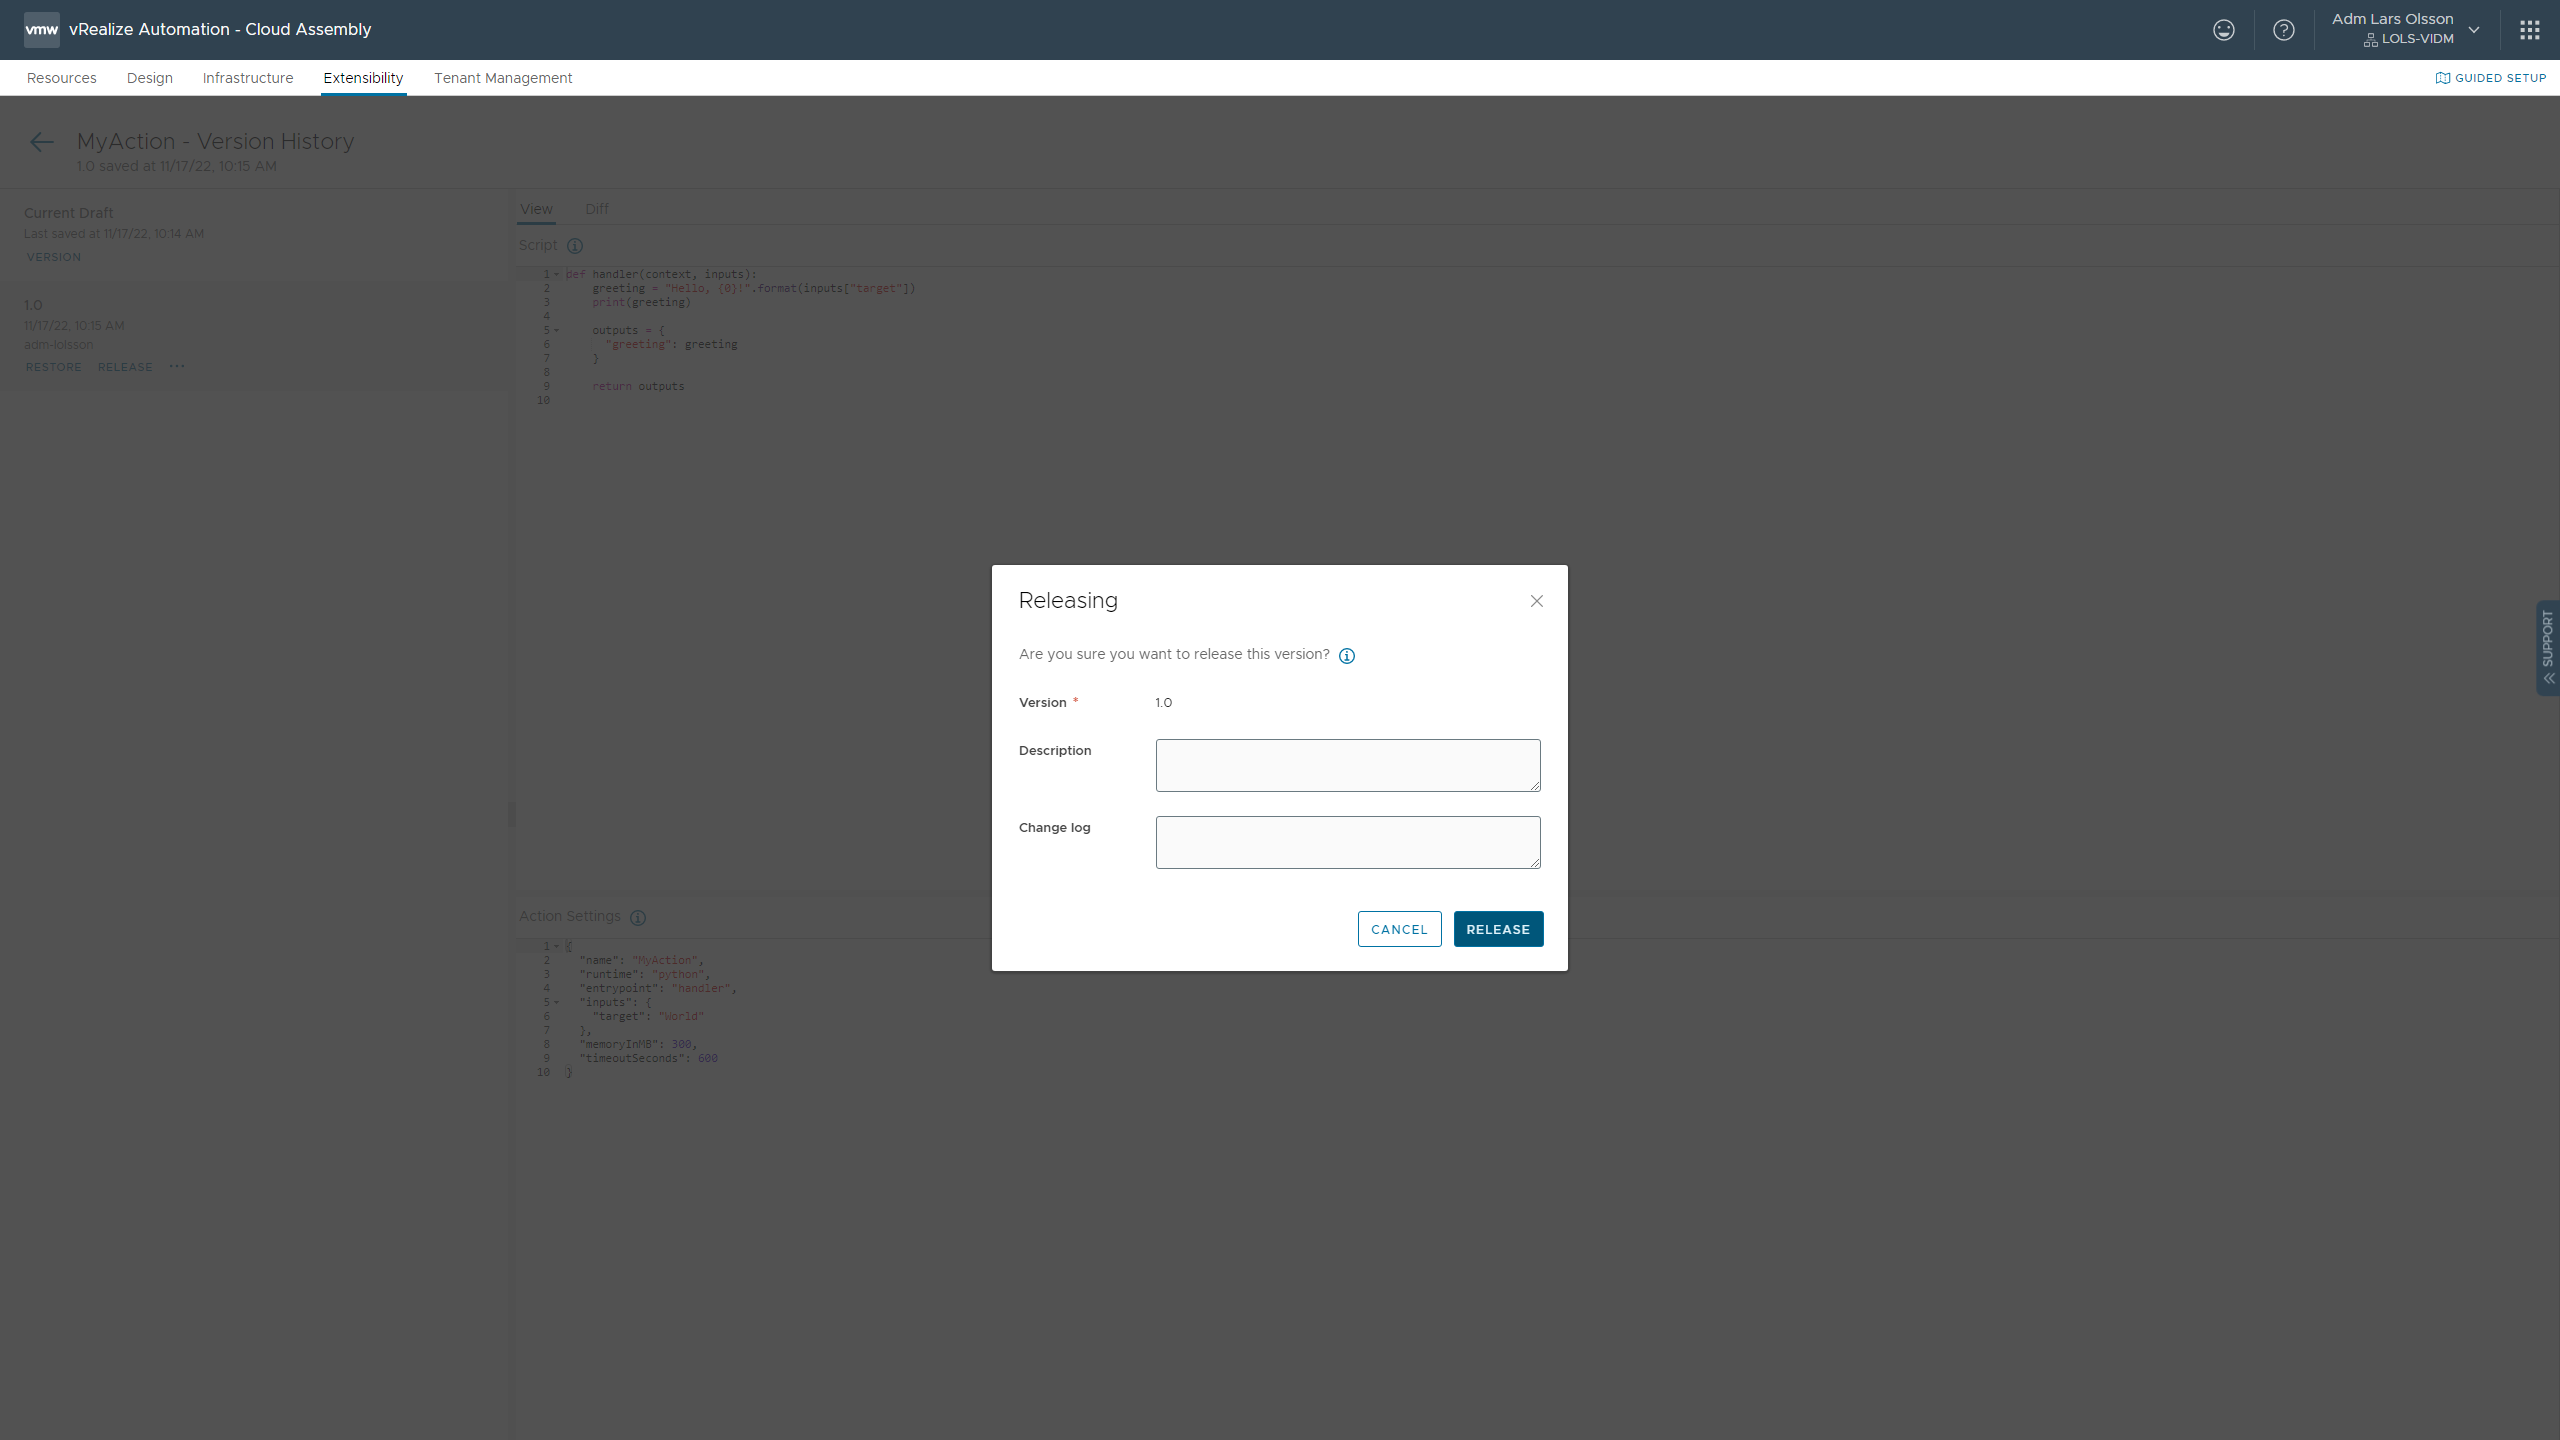 vmw vRealize Automation - Cloud Assembly
Adm Lars Olsson
LOLS-VIDM
Resources Design Infrastructure Extensibility Tenant Management
GUIDED SETUP
MyAction - Version History
1.0 saved at 11/17/22, 10:15 AM
Current Draft
Last saved at 11/17/22, 10:14 AM
VERSION
1.0
11/17/22, 10:15 AM
adm-lolsson
RESTORE RELEASE ...
View Diff
Script
1 def handler(context, inputs):
2 greeting = "Hello, {0}!".format(inputs["target"])
3 print(greeting)
4
5 outputs = {
6 "greeting": greeting
7 }
8
9 return outputs
10
Releasing
Are you sure you want to release this version?
Version * 1.0
Description
Change log
CANCEL RELEASE
SUPPORT
Action Settings
1 {
2 "name": "MyAction",
3 "runtime": "python",
4 "entrypoint": "handler",
5 "inputs": {
6 "target": "World"
7 },
8 "memoryInMB": 300,
9 "timeoutSeconds": 600
10 }